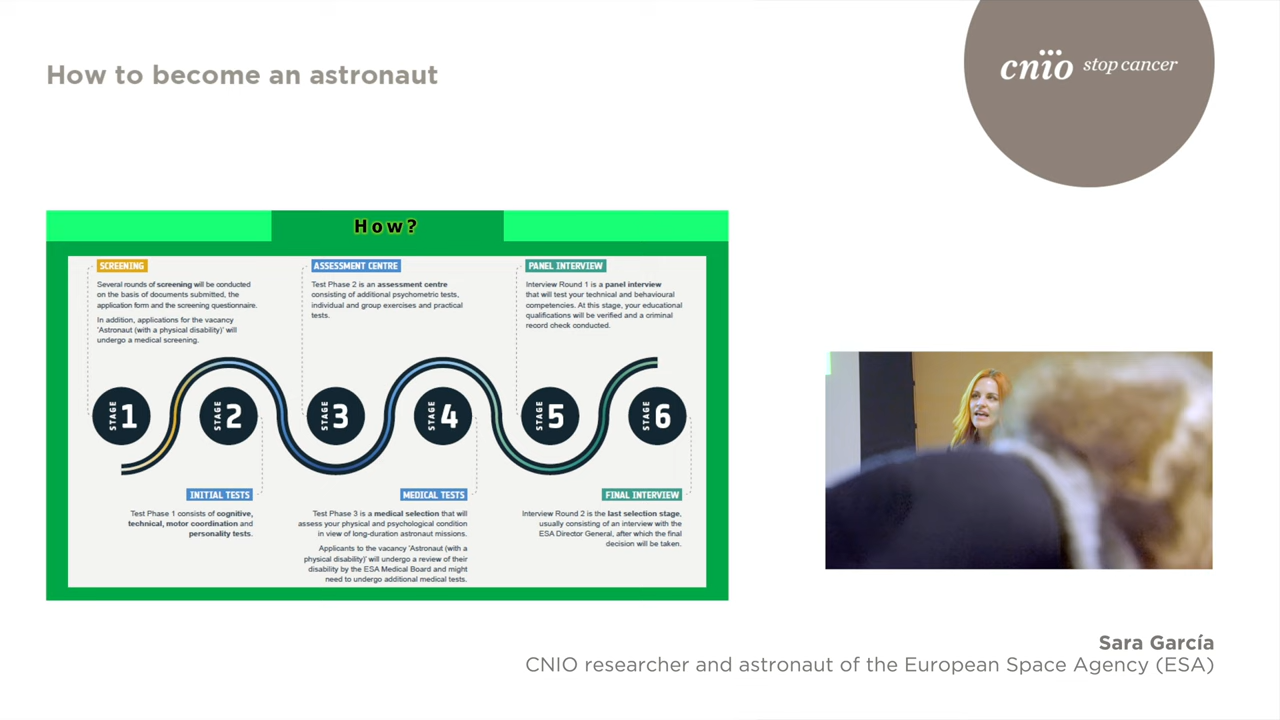 How to become an astronaut
cnio stop cancer
How?
SCREENING
Several rounds of screening will be conducted
on the basis of documents submitted, the
application form and the screening questionnaire.
In addition, applications for the vacancy
'Astronaut (with a physical disability)' will
undergo a medical screening.
ASSESSMENT CENTRE
Test Phase 2 is an assessment centre
consisting of additional psychometric tests,
individual and group exercises and practical
tests.
PANEL INTERVIEW
Interview Round 1 is a panel interview
that will test your technical and behavioural
competencies. At this stage, your educational
qualifications will be verified and a criminal
record check conducted.
STAGE 1
STAGE 2
STAGE 3
STAGE 4
STAGE 5
STAGE 6
INITIAL TESTS
Test Phase 1 consists of cognitive,
technical, motor coordination and
personality tests.
MEDICAL TESTS
Test Phase 3 is a medical selection that will
assess your physical and psychological condition
in view of long-duration astronaut missions.
Applicants to the vacancy 'Astronaut (with a
physical disability)' will undergo a review of their
disability by the ESA Medical Board and might
need to undergo additional medical tests.
FINAL INTERVIEW
Interview Round 2 is the last selection stage,
usually consisting of an interview with the
ESA Director General, after which the final
decision will be taken.
Sara García
CNIO researcher and astronaut of the European Space Agency (ESA)